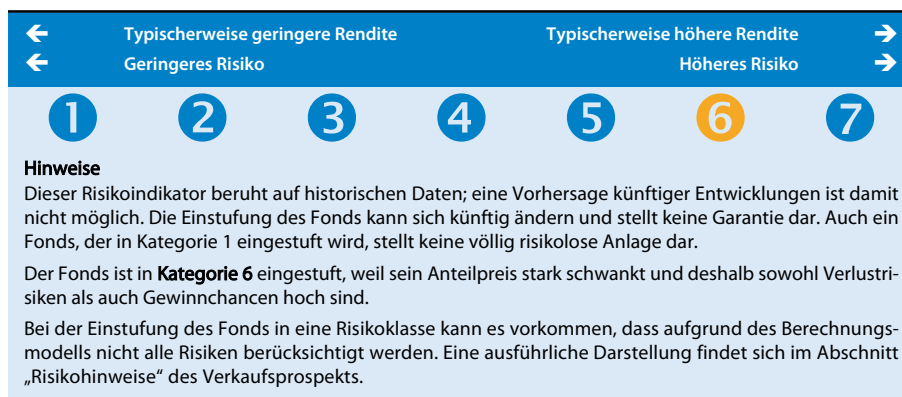 ← Typischerweise geringere Rendite Typischerweise höhere Rendite →
← Geringeres Risiko Höheres Risiko →
1 2 3 4 5 6 7
Hinweise
Dieser Risikoindikator beruht auf historischen Daten; eine Vorhersage künftiger Entwicklungen ist damit
nicht möglich. Die Einstufung des Fonds kann sich künftig ändern und stellt keine Garantie dar. Auch ein
Fonds, der in Kategorie 1 eingestuft wird, stellt keine völlig risikolose Anlage dar.
Der Fonds ist in Kategorie 6 eingestuft, weil sein Anteilpreis stark schwankt und deshalb sowohl Verlustri-
siken als auch Gewinnchancen hoch sind.
Bei der Einstufung des Fonds in eine Risikoklasse kann es vorkommen, dass aufgrund des Berechnungs-
modells nicht alle Risiken berücksichtigt werden. Eine ausführliche Darstellung findet sich im Abschnitt
„Risikohinweise“ des Verkaufsprospekts.